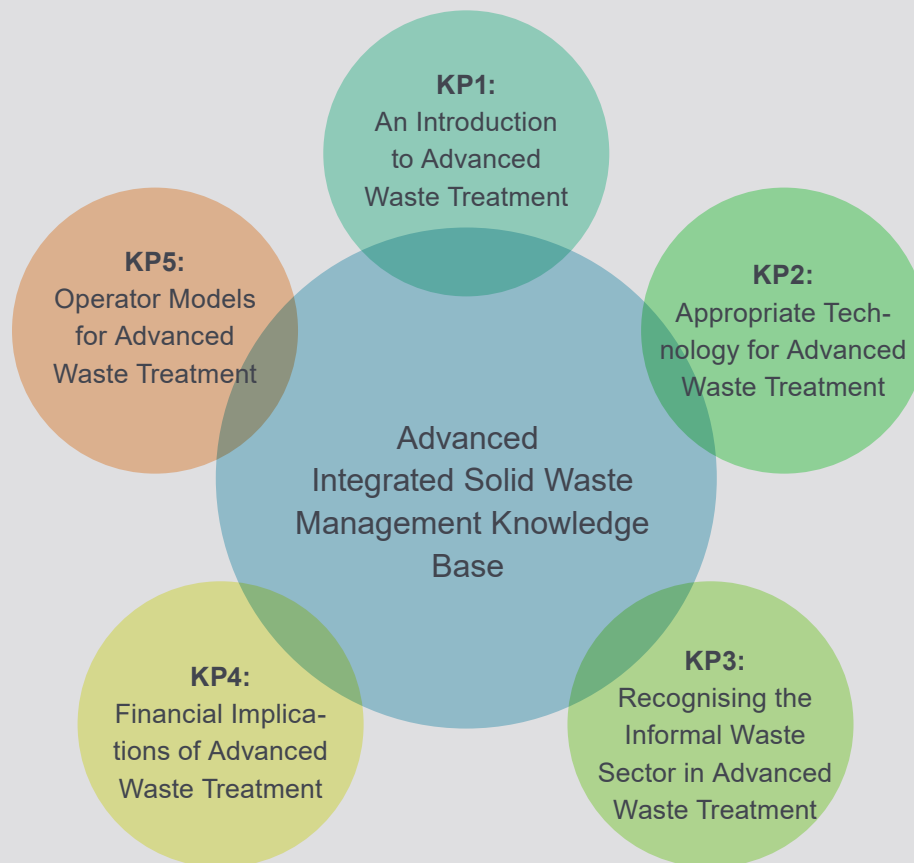 KP1:
An Introduction
to Advanced
Waste Treatment
KP2:
Appropriate Tech-
nology for Advanced
Waste Treatment
KP3:
Recognising the
Informal Waste
Sector in Advanced
Waste Treatment
KP4:
Financial Implica-
tions of Advanced
Waste Treatment
KP5:
Operator Models
for Advanced
Waste Treatment
Advanced
Integrated Solid Waste
Management Knowledge
Base